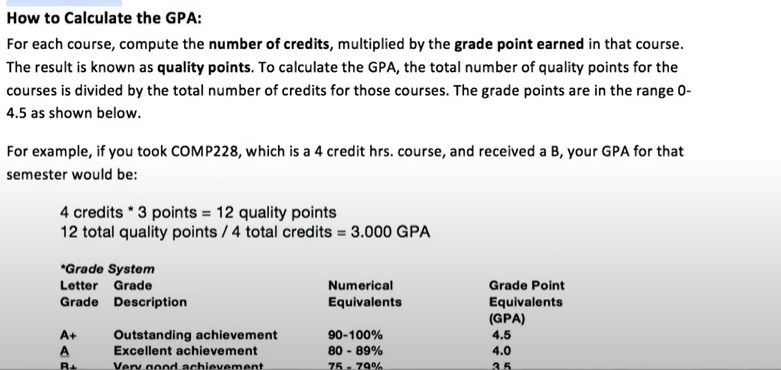 How to Calculate the GPA:
For each course, compute the number of credits, multiplied by the grade point earned in that course.
The result is known as quality points. To calculate the GPA, the total number of quality points for the
courses is divided by the total number of credits for those courses. The grade points are in the range 0-
4.5 as shown below.
For example, if you took COMP228, which is a 4 credit hrs. course, and received a B, your GPA for that
semester would be:
4 credits * 3 points = 12 quality points
12 total quality points / 4 total credits = 3.000 GPA
*Grade System
Letter Grade Numerical Grade Point
Grade Description Equivalents Equivalents
(GPA)
A+ Outstanding achievement 90-100% 4.5
A Excellent achievement 80 - 89% 4.0
B+ Very good achievement 75 - 79% 3.5